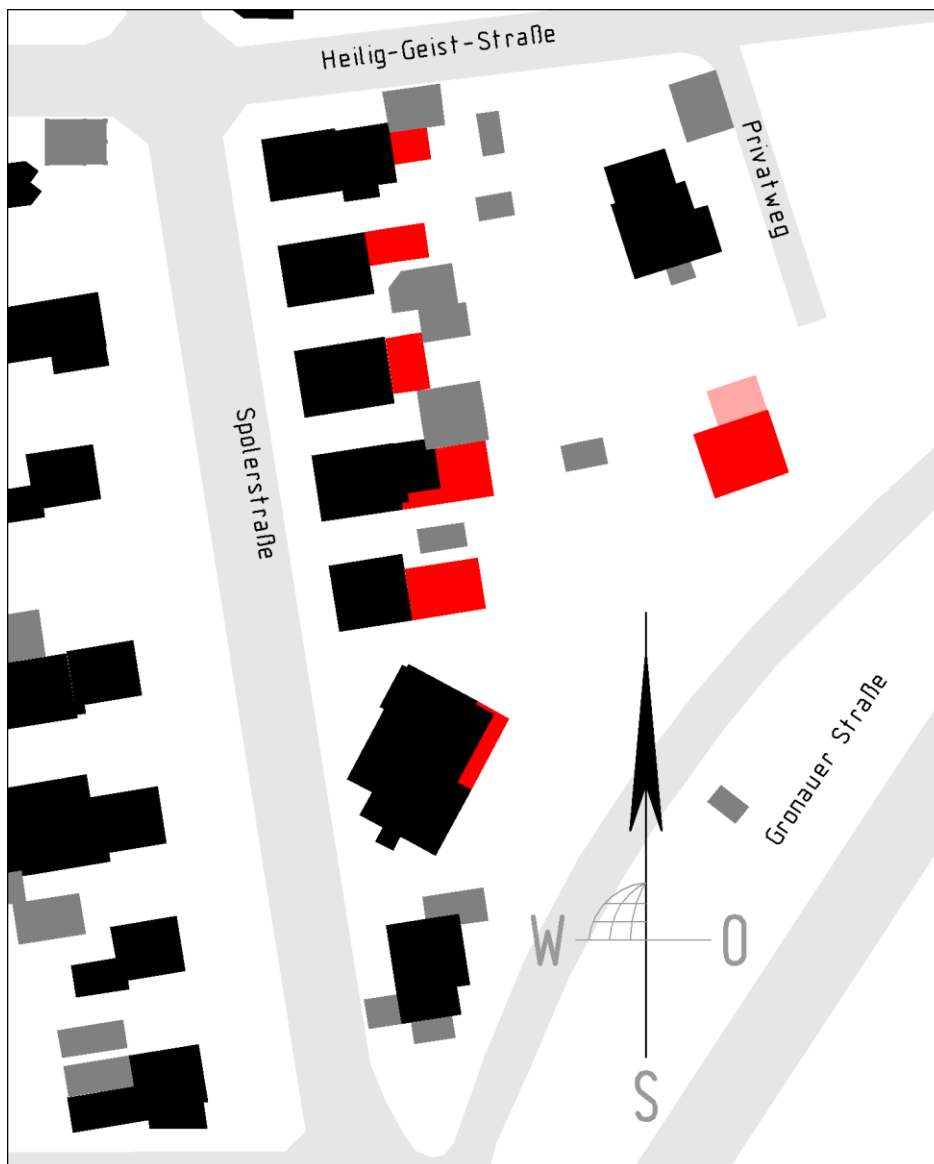 Heilig-Geist-Straße
Privatweg
Spolerstraße
Gronauer Straße
W
O
S